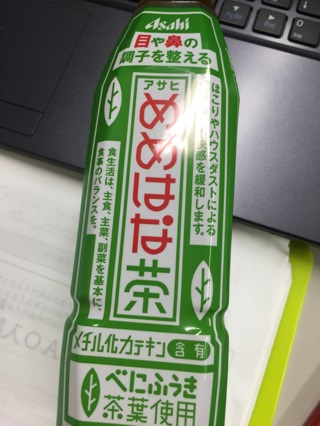 Asahi
目や鼻の
調子を整える
ほこりやハウスダストによる
不快感を緩和します。
アサヒ
めめはな茶
食生活は、主食、主菜、副菜を基本に、
食事のバランスを。
メチル化カテキン 含有
べにふうき
茶葉使用